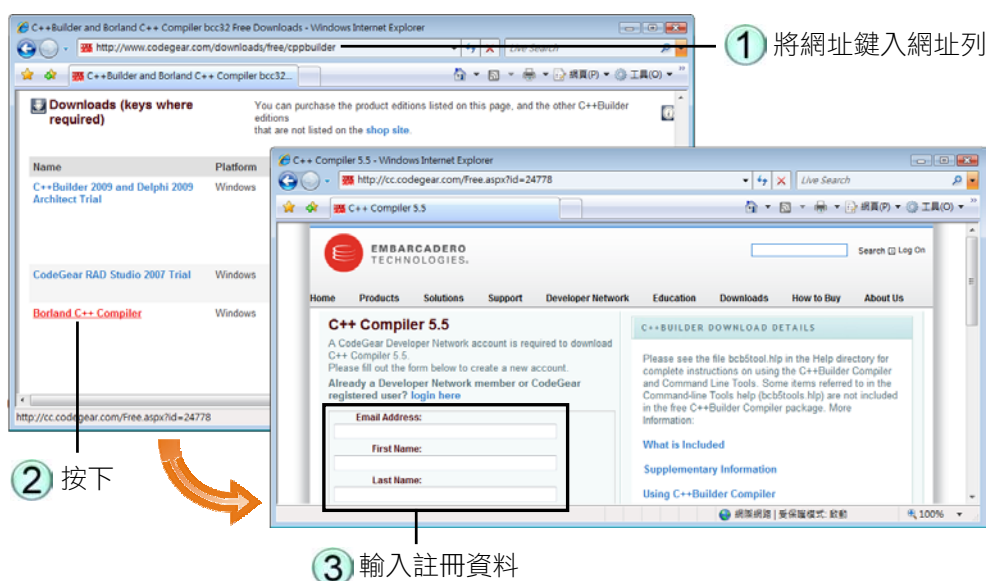 C++Builder and Borland C++ Compiler bcc32 Free Downloads - Windows Internet Explorer
http://www.codegear.com/downloads/free/cppbuilder
Live Search
1 將網址鍵入網址列
C++Builder and Borland C++ Compiler bcc32...
網頁(P) 工具(O)
Downloads (keys where required)
You can purchase the product editions listed on this page, and the other C++Builder
editions
that are not listed on the shop site.
Name Platform
C++Builder 2009 and Delphi 2009 Windows
Architect Trial
CodeGear RAD Studio 2007 Trial Windows
Borland C++ Compiler Windows
http://cc.codegear.com/Free.aspx?id=24778
2 按下
C++ Compiler 5.5 - Windows Internet Explorer
http://cc.codegear.com/Free.aspx?id=24778
Live Search
C++ Compiler 5.5
網頁(P) 工具(O)
EMBARCADERO
TECHNOLOGIES.
Search Log On
Home Products Solutions Support Developer Network Education Downloads How to Buy About Us
C++ Compiler 5.5
A CodeGear Developer Network account is required to download
C++ Compiler 5.5.
Please fill out the form below to create a new account.
Already a Developer Network member or CodeGear
registered user? login here
Email Address:
First Name:
Last Name:
C++BUILDER DOWNLOAD DETAILS
Please see the file bcb5tool.hlp in the Help directory for
complete instructions on using the C++Builder Compiler
and Command Line Tools. Some items referred to in the
Command-line Tools help (bcb5tools.hlp) are not included
in the free C++Builder Compiler package. More
Information:
What is Included
Supplementary Information
Using C++Builder Compiler
網際網路 | 受保護模式: 啟動
100%
3 輸入註冊資料